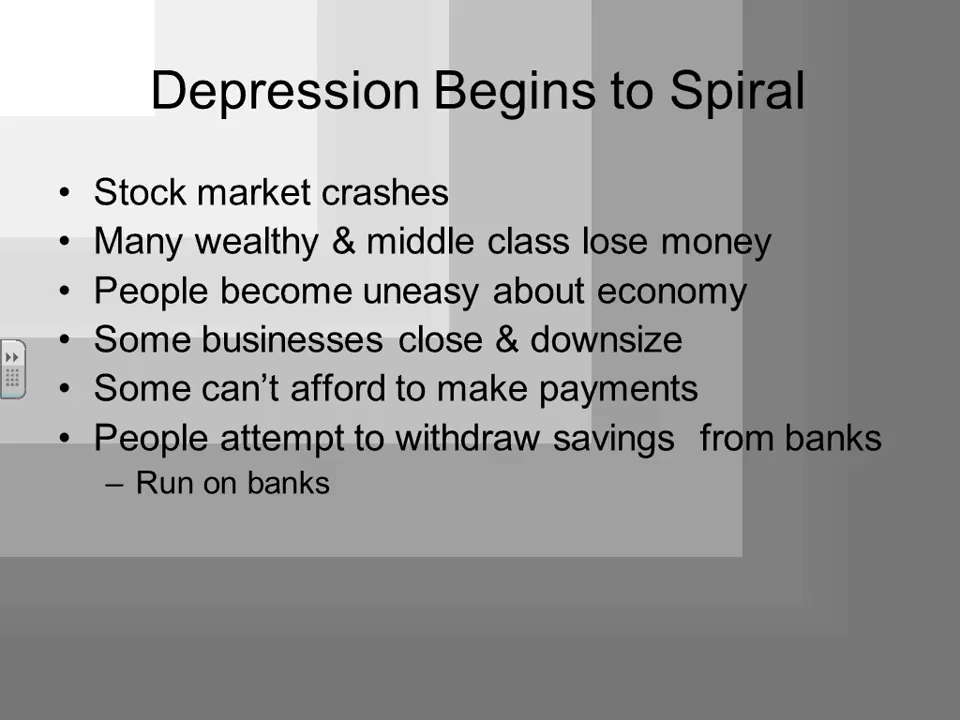 Depression Begins to Spiral
• Stock market crashes
• Many wealthy & middle class lose money
• People become uneasy about economy
• Some businesses close & downsize
• Some can’t afford to make payments
• People attempt to withdraw savings  from banks
– Run on banks